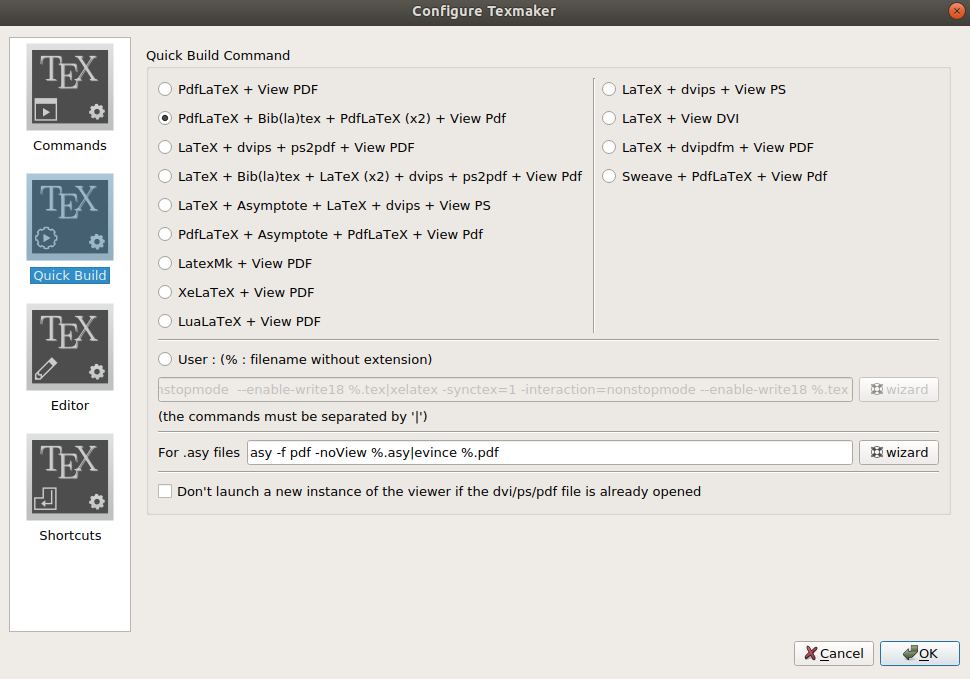 Configure Texmaker
TEX
Commands
TEX
Quick Build
TEX
Editor
TEX
Shortcuts
Quick Build Command
PdfLaTeX + View PDF
PdfLaTeX + Bib(la)tex + PdfLaTeX (x2) + View Pdf
LaTeX + dvips + ps2pdf + View PDF
LaTeX + Bib(la)tex + LaTeX (x2) + dvips + ps2pdf + View Pdf
LaTeX + Asymptote + LaTeX + dvips + View PS
PdfLaTeX + Asymptote + PdfLaTeX + View Pdf
LatexMk + View PDF
XeLaTeX + View PDF
LuaLaTeX + View PDF
LaTeX + dvips + View PS
LaTeX + View DVI
LaTeX + dvipdfm + View PDF
Sweave + PdfLaTeX + View Pdf
User : (% : filename without extension)
nstopmode --enable-write18 %.tex|xelatex -synctex=1 -interaction=nonstopmode --enable-write18 %.tex
wizard
(the commands must be separated by '|')
For .asy files
asy -f pdf -noView %.asy|evince %.pdf
wizard
Don't launch a new instance of the viewer if the dvi/ps/pdf file is already opened
Cancel
OK